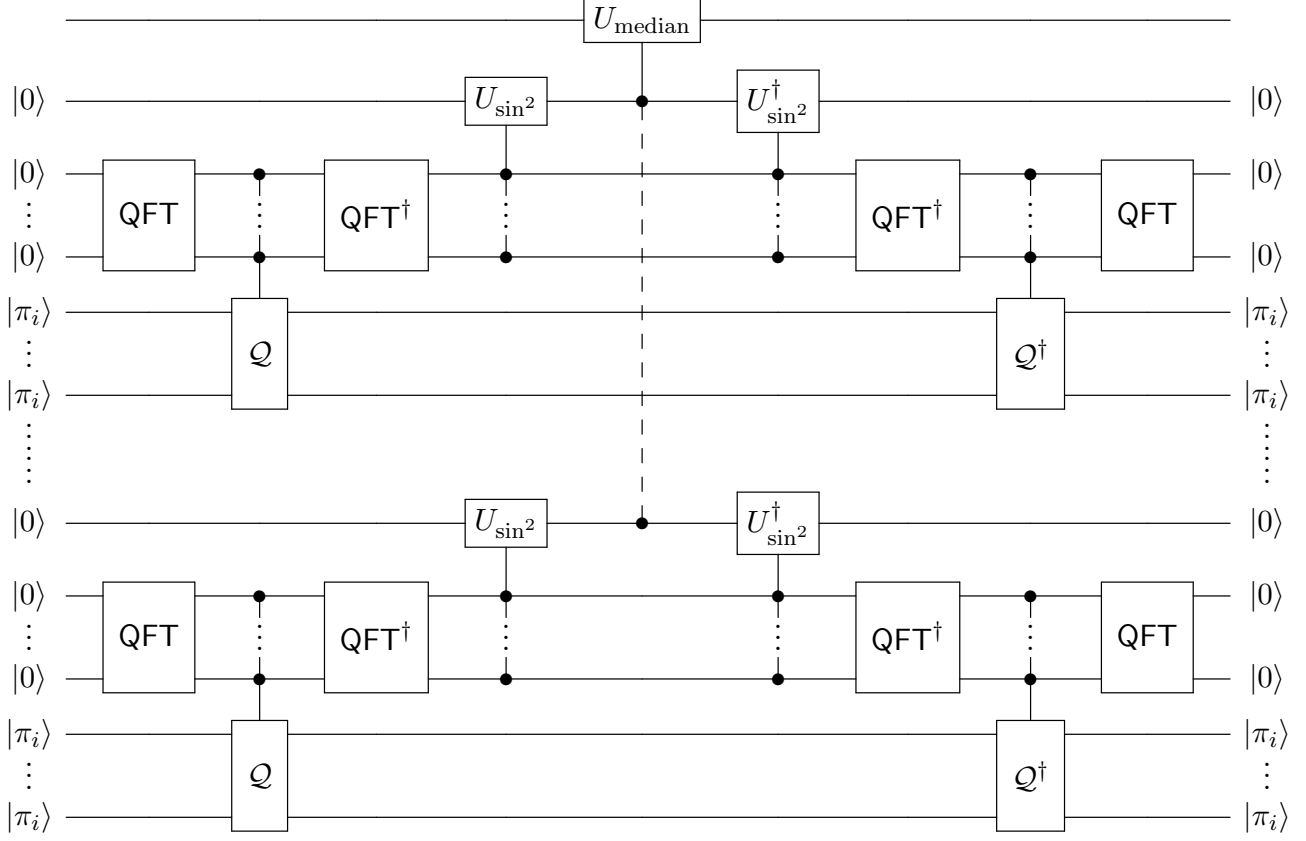 U_median
|0⟩ U_sin² U†_sin² |0⟩
|0⟩ |0⟩
⋮ QFT ⋮ QFT† ⋮ ⋮ QFT† ⋮ QFT ⋮
|0⟩ |0⟩
|π_i⟩ |π_i⟩
⋮ 𝒬 𝒬† ⋮
|π_i⟩ |π_i⟩
⋮ ⋮
|0⟩ U_sin² U†_sin² |0⟩
|0⟩ |0⟩
⋮ QFT ⋮ QFT† ⋮ ⋮ QFT† ⋮ QFT ⋮
|0⟩ |0⟩
|π_i⟩ |π_i⟩
⋮ 𝒬 𝒬† ⋮
|π_i⟩ |π_i⟩